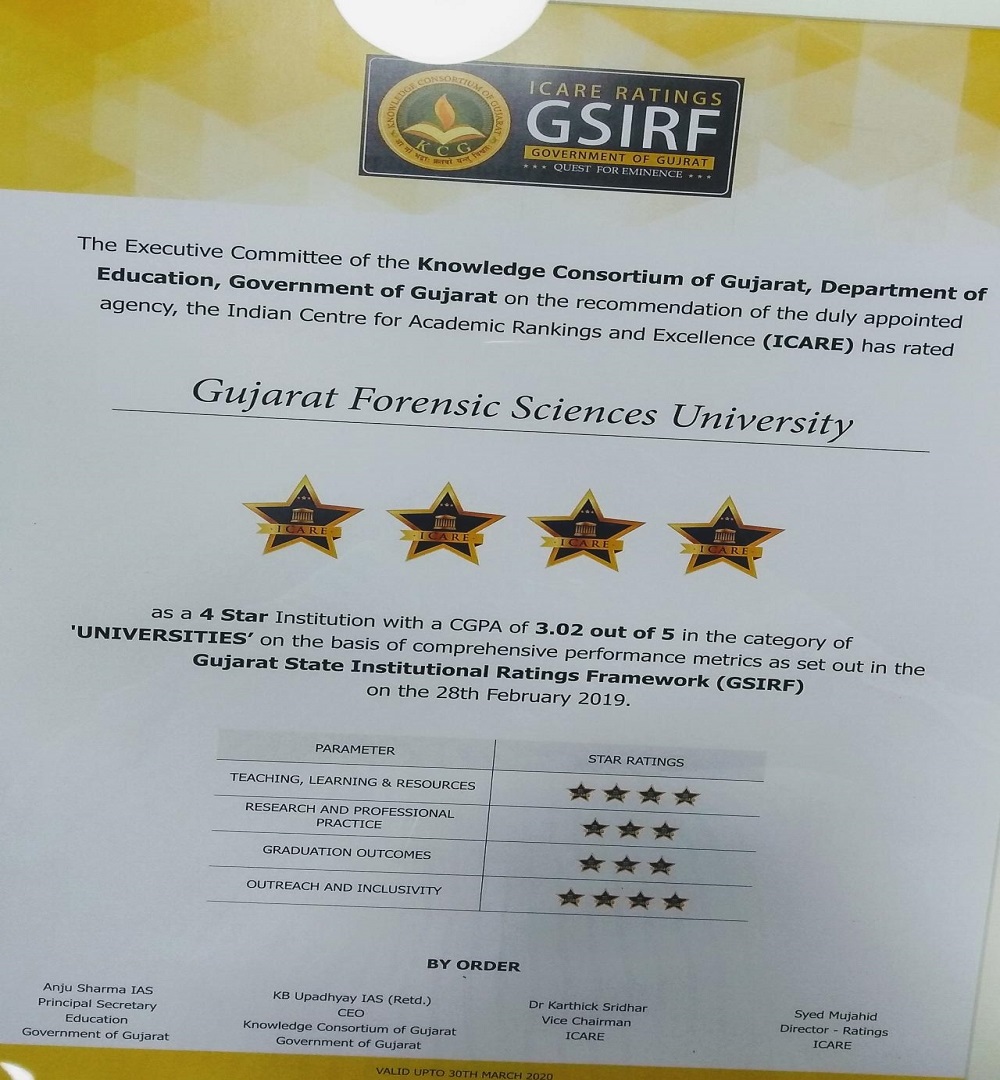 KNOWLEDGE CONSORTIUM OF GUJARAT
KCG
ICARE RATINGS
GSIRF
GOVERNMENT OF GUJRAT
QUEST FOR EMINENCE
The Executive Committee of the Knowledge Consortium of Gujarat, Department of
Education, Government of Gujarat on the recommendation of the duly appointed
agency, the Indian Centre for Academic Rankings and Excellence (ICARE) has rated
Gujarat Forensic Sciences University
ICARE ICARE ICARE ICARE
as a 4 Star Institution with a CGPA of 3.02 out of 5 in the category of
'UNIVERSITIES’ on the basis of comprehensive performance metrics as set out in the
Gujarat State Institutional Ratings Framework (GSIRF)
on the 28th February 2019.
PARAMETER STAR RATINGS
TEACHING, LEARNING & RESOURCES
RESEARCH AND PROFESSIONAL
PRACTICE
GRADUATION OUTCOMES
OUTREACH AND INCLUSIVITY
BY ORDER
Anju Sharma IAS
Principal Secretary
Education
Government of Gujarat
KB Upadhyay IAS (Retd.)
CEO
Knowledge Consortium of Gujarat
Government of Gujarat
Dr Karthick Sridhar
Vice Chairman
ICARE
Syed Mujahid
Director - Ratings
ICARE
VALID UPTO 30TH MARCH 2020